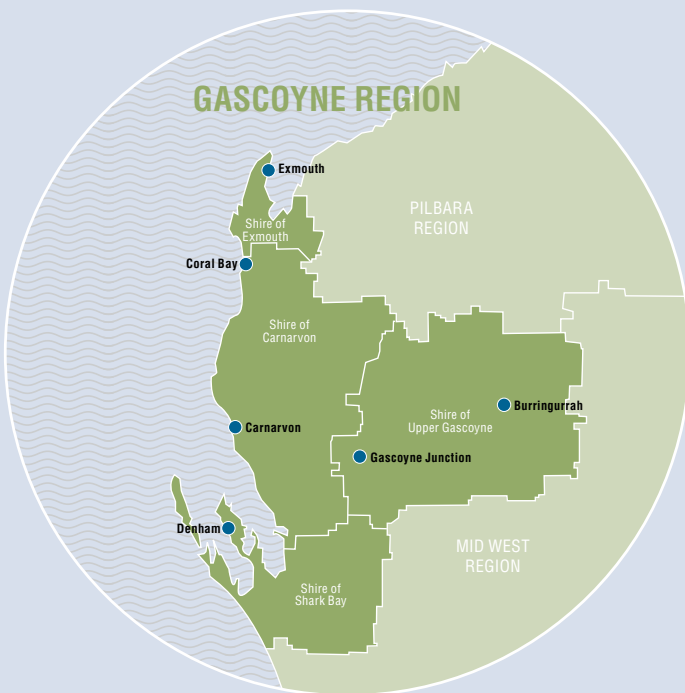 GASCOYNE REGION
Exmouth
PILBARA
REGION
Shire of
Exmouth
Coral Bay
Shire of
Carnarvon
Burringurrah
Shire of
Upper Gascoyne
Carnarvon
Gascoyne Junction
Denham
MID WEST
REGION
Shire of
Shark Bay